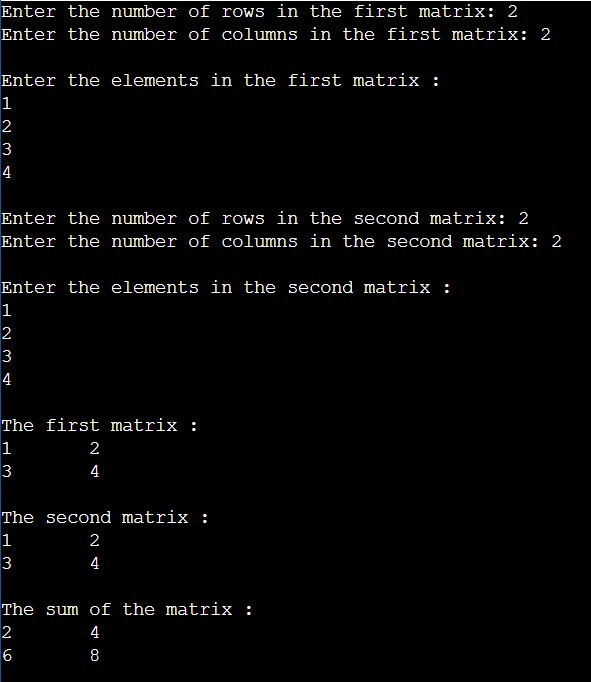 Enter the number of rows in the first matrix: 2
Enter the number of columns in the first matrix: 2
Enter the elements in the first matrix :
1
2
3
4
Enter the number of rows in the second matrix: 2
Enter the number of columns in the second matrix: 2
Enter the elements in the second matrix :
1
2
3
4
The first matrix :
1 2
3 4
The second matrix :
1 2
3 4
The sum of the matrix :
2 4
6 8